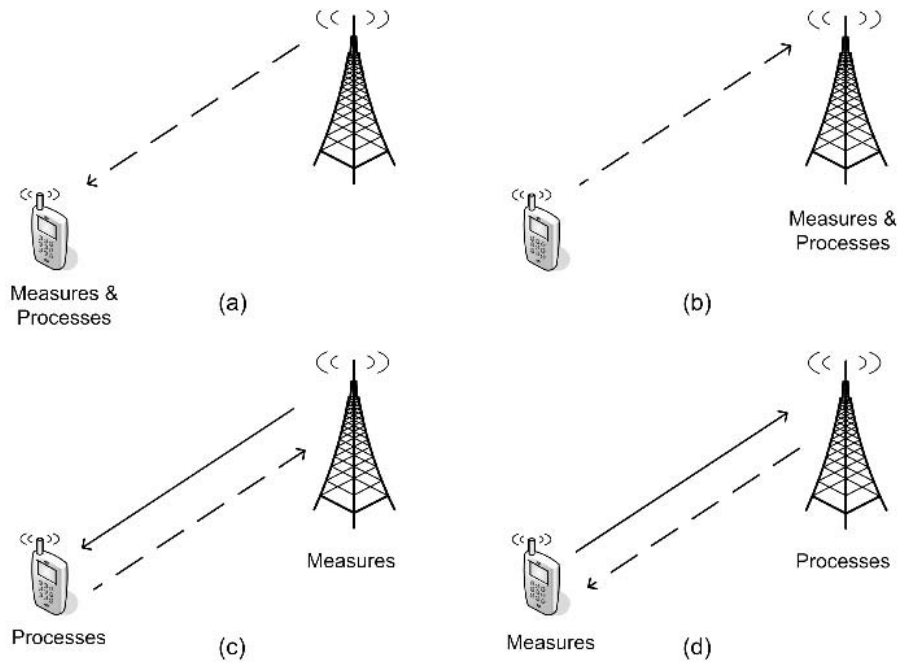 Measures &
Processes
(a)
Measures &
Processes
(b)
Measures
Processes
(c)
Processes
Measures
(d)